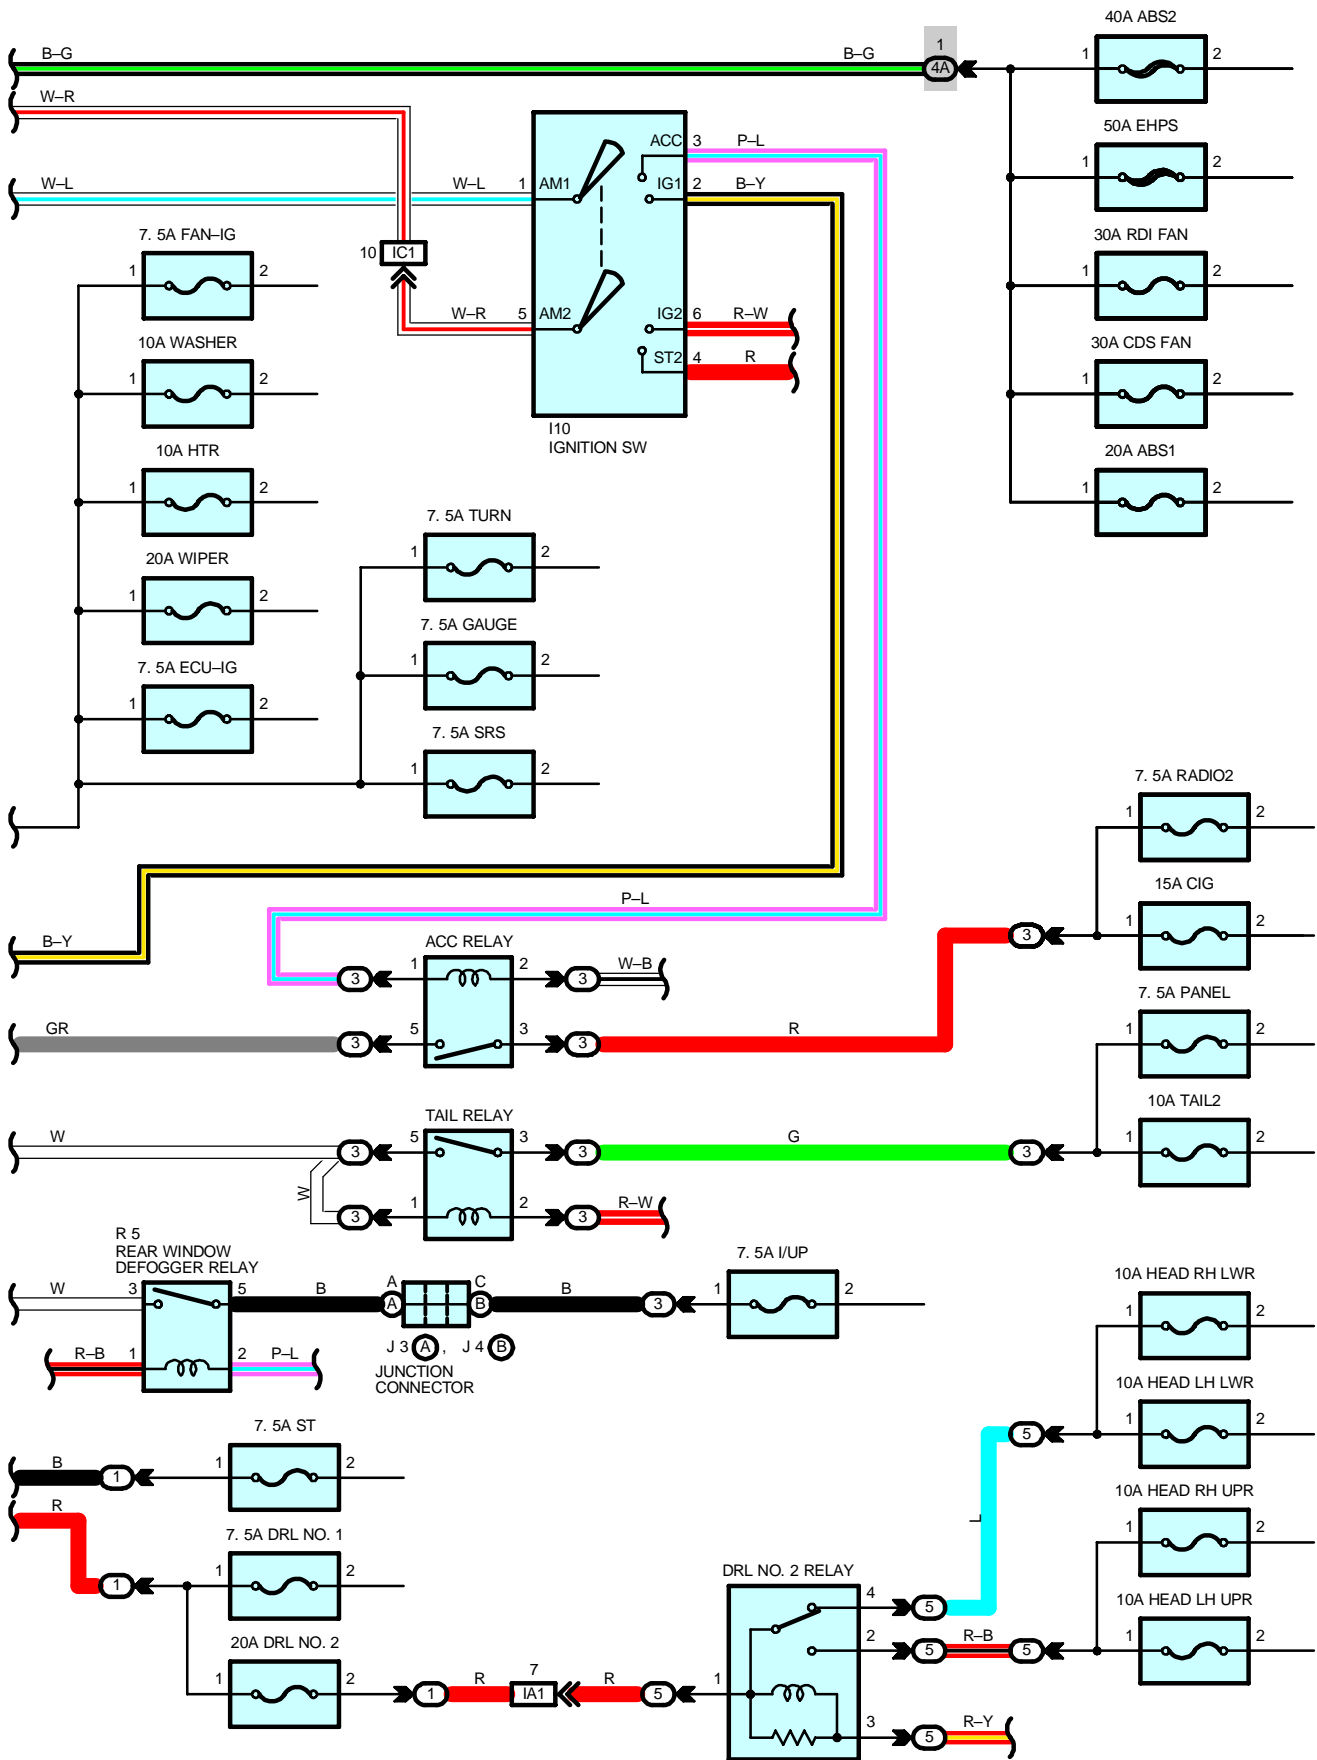 40A ABS2
B–G
B–G
1
4A
1
2
W–R
50A EHPS
1
2
ACC
3
P–L
W–L
W–L
1
AM1
IG1
2
B–Y
7. 5A FAN–IG
1
2
10
IC1
30A RDI FAN
1
2
W–R
5
AM2
IG2
6
R–W
10A WASHER
1
2
ST2
4
R
30A CDS FAN
1
2
I10
IGNITION SW
10A HTR
1
2
20A ABS1
1
2
7. 5A TURN
1
2
20A WIPER
1
2
7. 5A GAUGE
1
2
7. 5A ECU–IG
1
2
7. 5A SRS
1
2
7. 5A RADIO2
1
2
P–L
15A CIG
1
2
B–Y
ACC RELAY
3
3
1
2
3
W–B
7. 5A PANEL
1
2
GR
3
5
3
3
R
10A TAIL2
1
2
TAIL RELAY
W
3
5
3
3
G
3
W
3
1
2
3
R–W
R 5
REAR WINDOW
DEFOGGER RELAY
7. 5A I/UP
1
2
W
3
5
B
A
A
C
B
B
3
10A HEAD RH LWR
1
2
R–B
1
2
P–L
J 3 A , J 4 B
JUNCTION
CONNECTOR
10A HEAD LH LWR
1
2
5
7. 5A ST
B
1
1
2
R
10A HEAD RH UPR
1
2
L
7. 5A DRL NO. 1
1
1
2
DRL NO. 2 RELAY
4
5
10A HEAD LH UPR
1
2
2
5
R–B
5
20A DRL NO. 2
1
2
1
R
7
IA1
R
5
1
3
5
R–Y